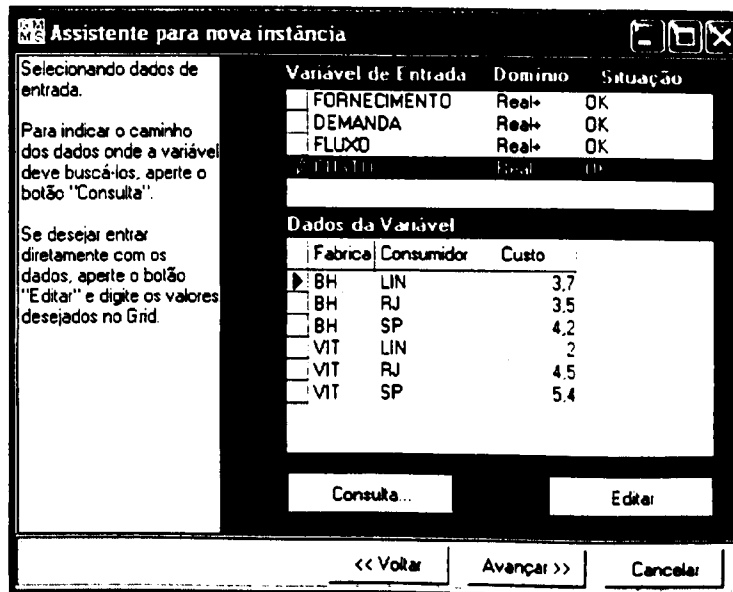 Assistente para nova instância
Selecionando dados de
entrada.
Para indicar o caminho
dos dados onde a variável
deve buscá-los, aperte o
botão "Consulta".
Se desejar entrar
diretamente com os
dados, aperte o botão
"Editar" e digite os valores
desejados no Grid.
Variável de Entrada Domínio Situação
FORNECIMENTO Real+ OK
DEMANDA Real+ OK
FLUXO Real+ OK
CUSTO Real OK
Dados da Variável
Fabrica Consumidor Custo
BH LIN 3,7
BH RJ 3,5
BH SP 4,2
VIT LIN 2
VIT RJ 4,5
VIT SP 5,4
Consulta... Editar
<< Voltar Avançar >> Cancelar